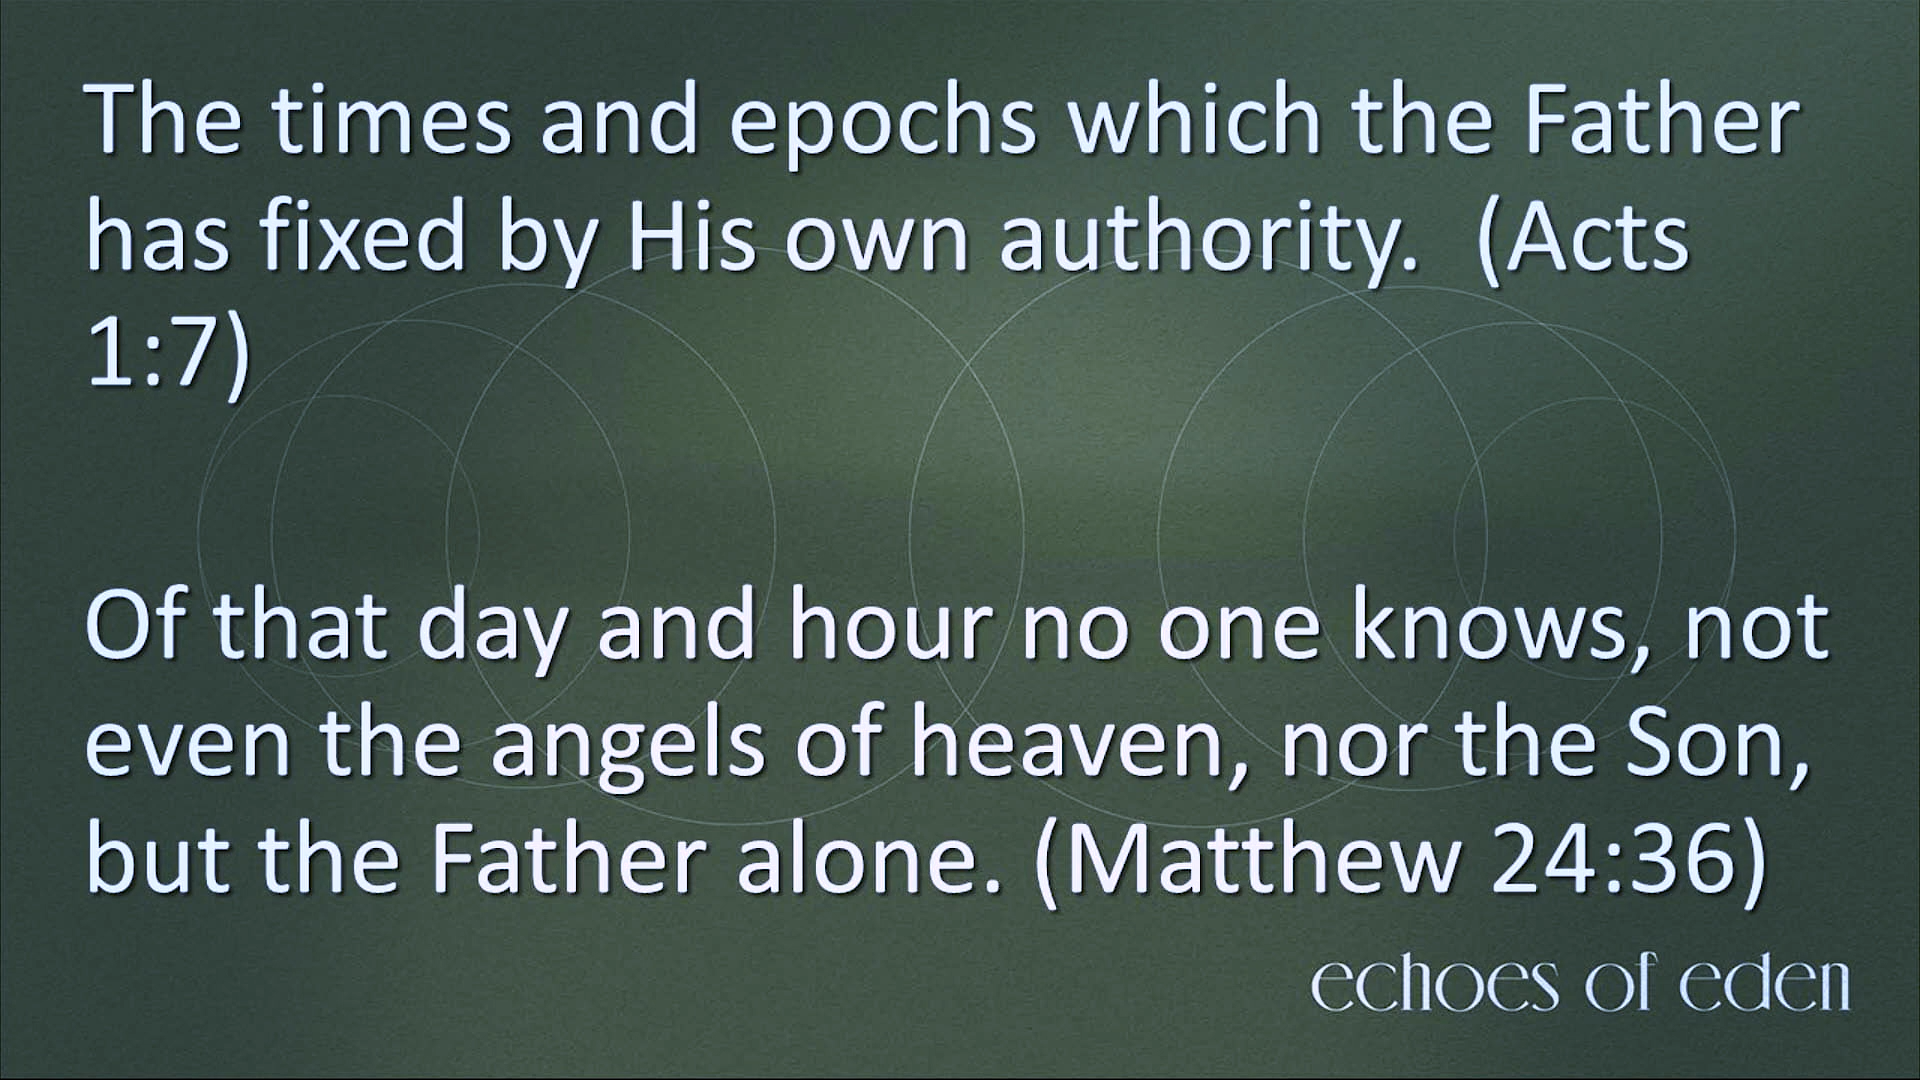 The times and epochs which the Father
has fixed by His own authority.  (Acts
1:7)
Of that day and hour no one knows, not
even the angels of heaven, nor the Son,
but the Father alone. (Matthew 24:36)
echoes of eden